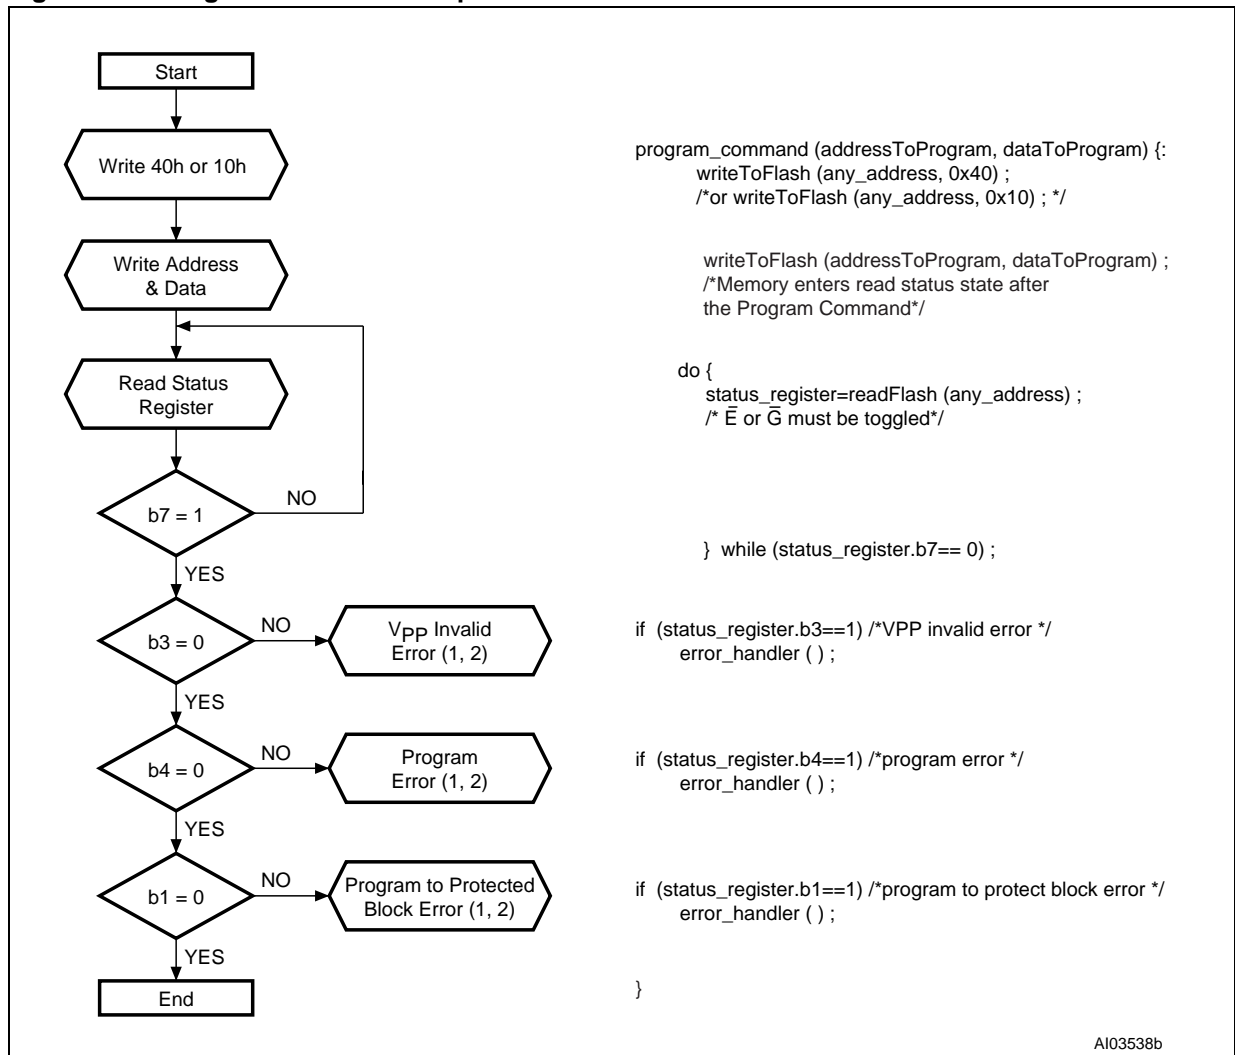 Start
Write 40h or 10h
program_command (addressToProgram, dataToProgram) {:
writeToFlash (any_address, 0x40) ;
/*or writeToFlash (any_address, 0x10) ; */
Write Address
& Data
writeToFlash (addressToProgram, dataToProgram) ;
/*Memory enters read status state after
the Program Command*/
Read Status
Register
do {
status_register=readFlash (any_address) ;
/* E̅ or G̅ must be toggled*/
b7 = 1
NO
} while (status_register.b7== 0) ;
YES
b3 = 0
NO
VPP Invalid
Error (1, 2)
if (status_register.b3==1) /*VPP invalid error */
error_handler ( ) ;
YES
b4 = 0
NO
Program
Error (1, 2)
if (status_register.b4==1) /*program error */
error_handler ( ) ;
YES
b1 = 0
NO
Program to Protected
Block Error (1, 2)
if (status_register.b1==1) /*program to protect block error */
error_handler ( ) ;
YES
End
}
AI03538b